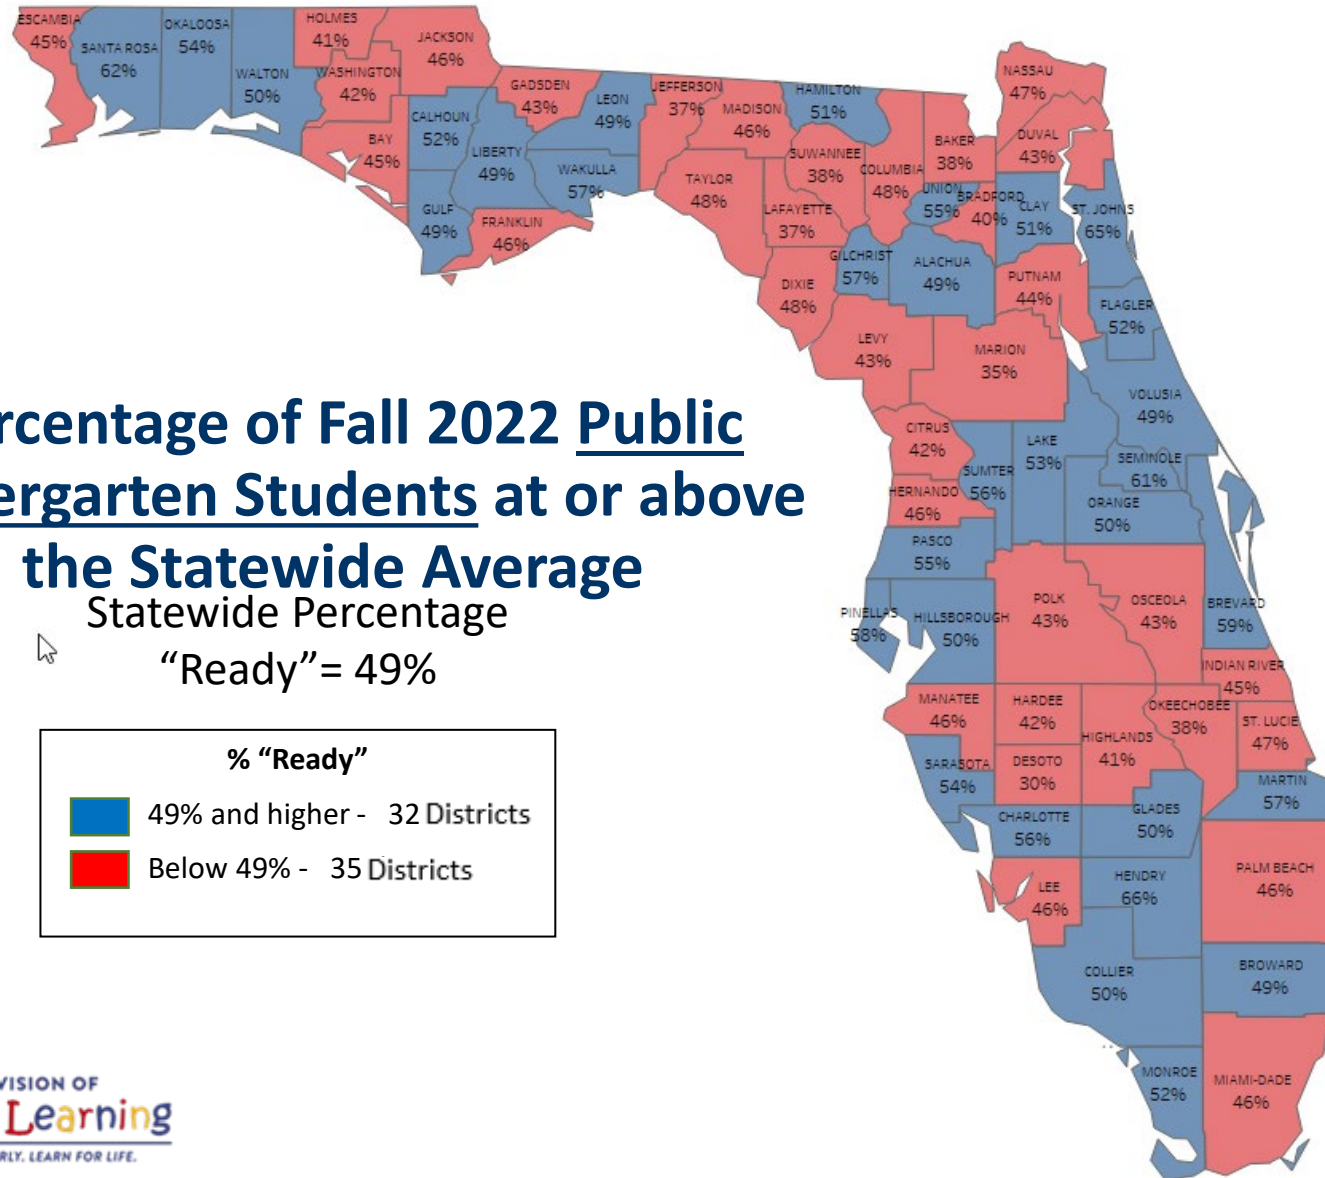 ESCAMBIA
45%
SANTA ROSA
62%
OKALOOSA
54%
WALTON
50%
HOLMES
41%
WASHINGTON
42%
JACKSON
46%
BAY
45%
CALHOUN
52%
GULF
49%
LIBERTY
49%
GADSDEN
43%
FRANKLIN
46%
LEON
49%
WAKULLA
57%
JEFFERSON
37%
MADISON
46%
TAYLOR
48%
HAMILTON
51%
SUWANNEE
38%
LAFAYETTE
37%
DIXIE
48%
COLUMBIA
48%
GILCHRIST
57%
BAKER
38%
UNION
55%
BRADFORD
40%
ALACHUA
49%
NASSAU
47%
DUVAL
43%
CLAY
51%
ST. JOHNS
65%
PUTNAM
44%
FLAGLER
52%
LEVY
43%
MARION
35%
VOLUSIA
49%
rcentage of Fall 2022 Public
ergarten Students at or above
the Statewide Average
Statewide Percentage
“Ready”= 49%
% “Ready”
49% and higher - 32 Districts
Below 49% - 35 Districts
CITRUS
42%
SUMTER
56%
LAKE
53%
SEMINOLE
61%
HERNANDO
46%
ORANGE
50%
PASCO
55%
PINELLAS
58%
HILLSBOROUGH
50%
POLK
43%
OSCEOLA
43%
BREVARD
59%
INDIAN RIVER
45%
MANATEE
46%
HARDEE
42%
HIGHLANDS
41%
OKEECHOBEE
38%
ST. LUCIE
47%
SARASOTA
54%
DESOTO
30%
MARTIN
57%
CHARLOTTE
56%
GLADES
50%
LEE
46%
HENDRY
66%
PALM BEACH
46%
COLLIER
50%
BROWARD
49%
MONROE
52%
MIAMI-DADE
46%
VISION OF
Learning
RLY. LEARN FOR LIFE.